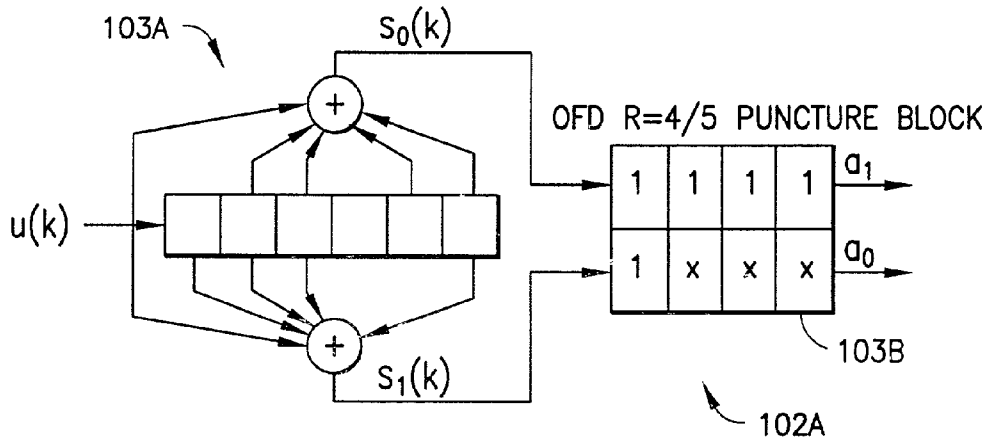 103A
s₀(k)
OFD R=4/5 PUNCTURE BLOCK
+
1 1 1 1
a₁
u(k)
1 x x x
a₀
+
s₁(k)
103B
102A